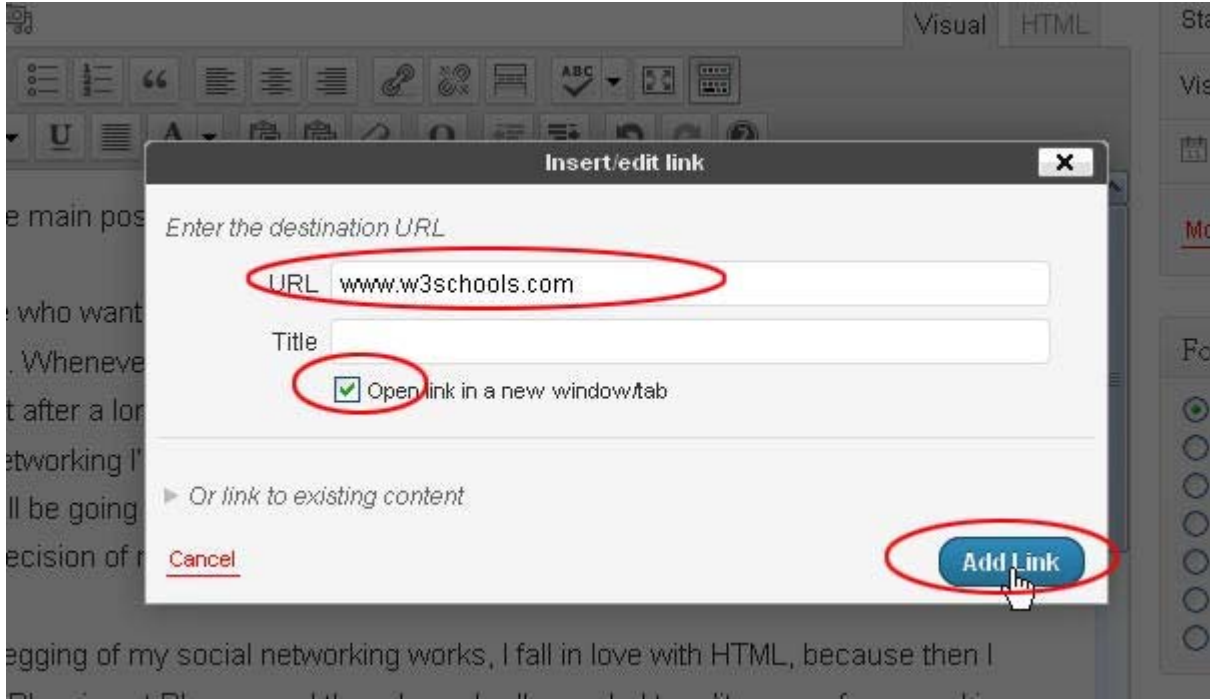 Visual HTML
ABC
U A
Insert/edit link
X
e main pos
Enter the destination URL
URL www.w3schools.com
who want
Title
. Wheneve
Open link in a new window/tab
t after a lor
etworking I'
Or link to existing content
ll be going
ecision of r
Cancel
Add Link
egging of my social networking works, I fall in love with HTML, because then I
Sta
Vis
Mo
Fo